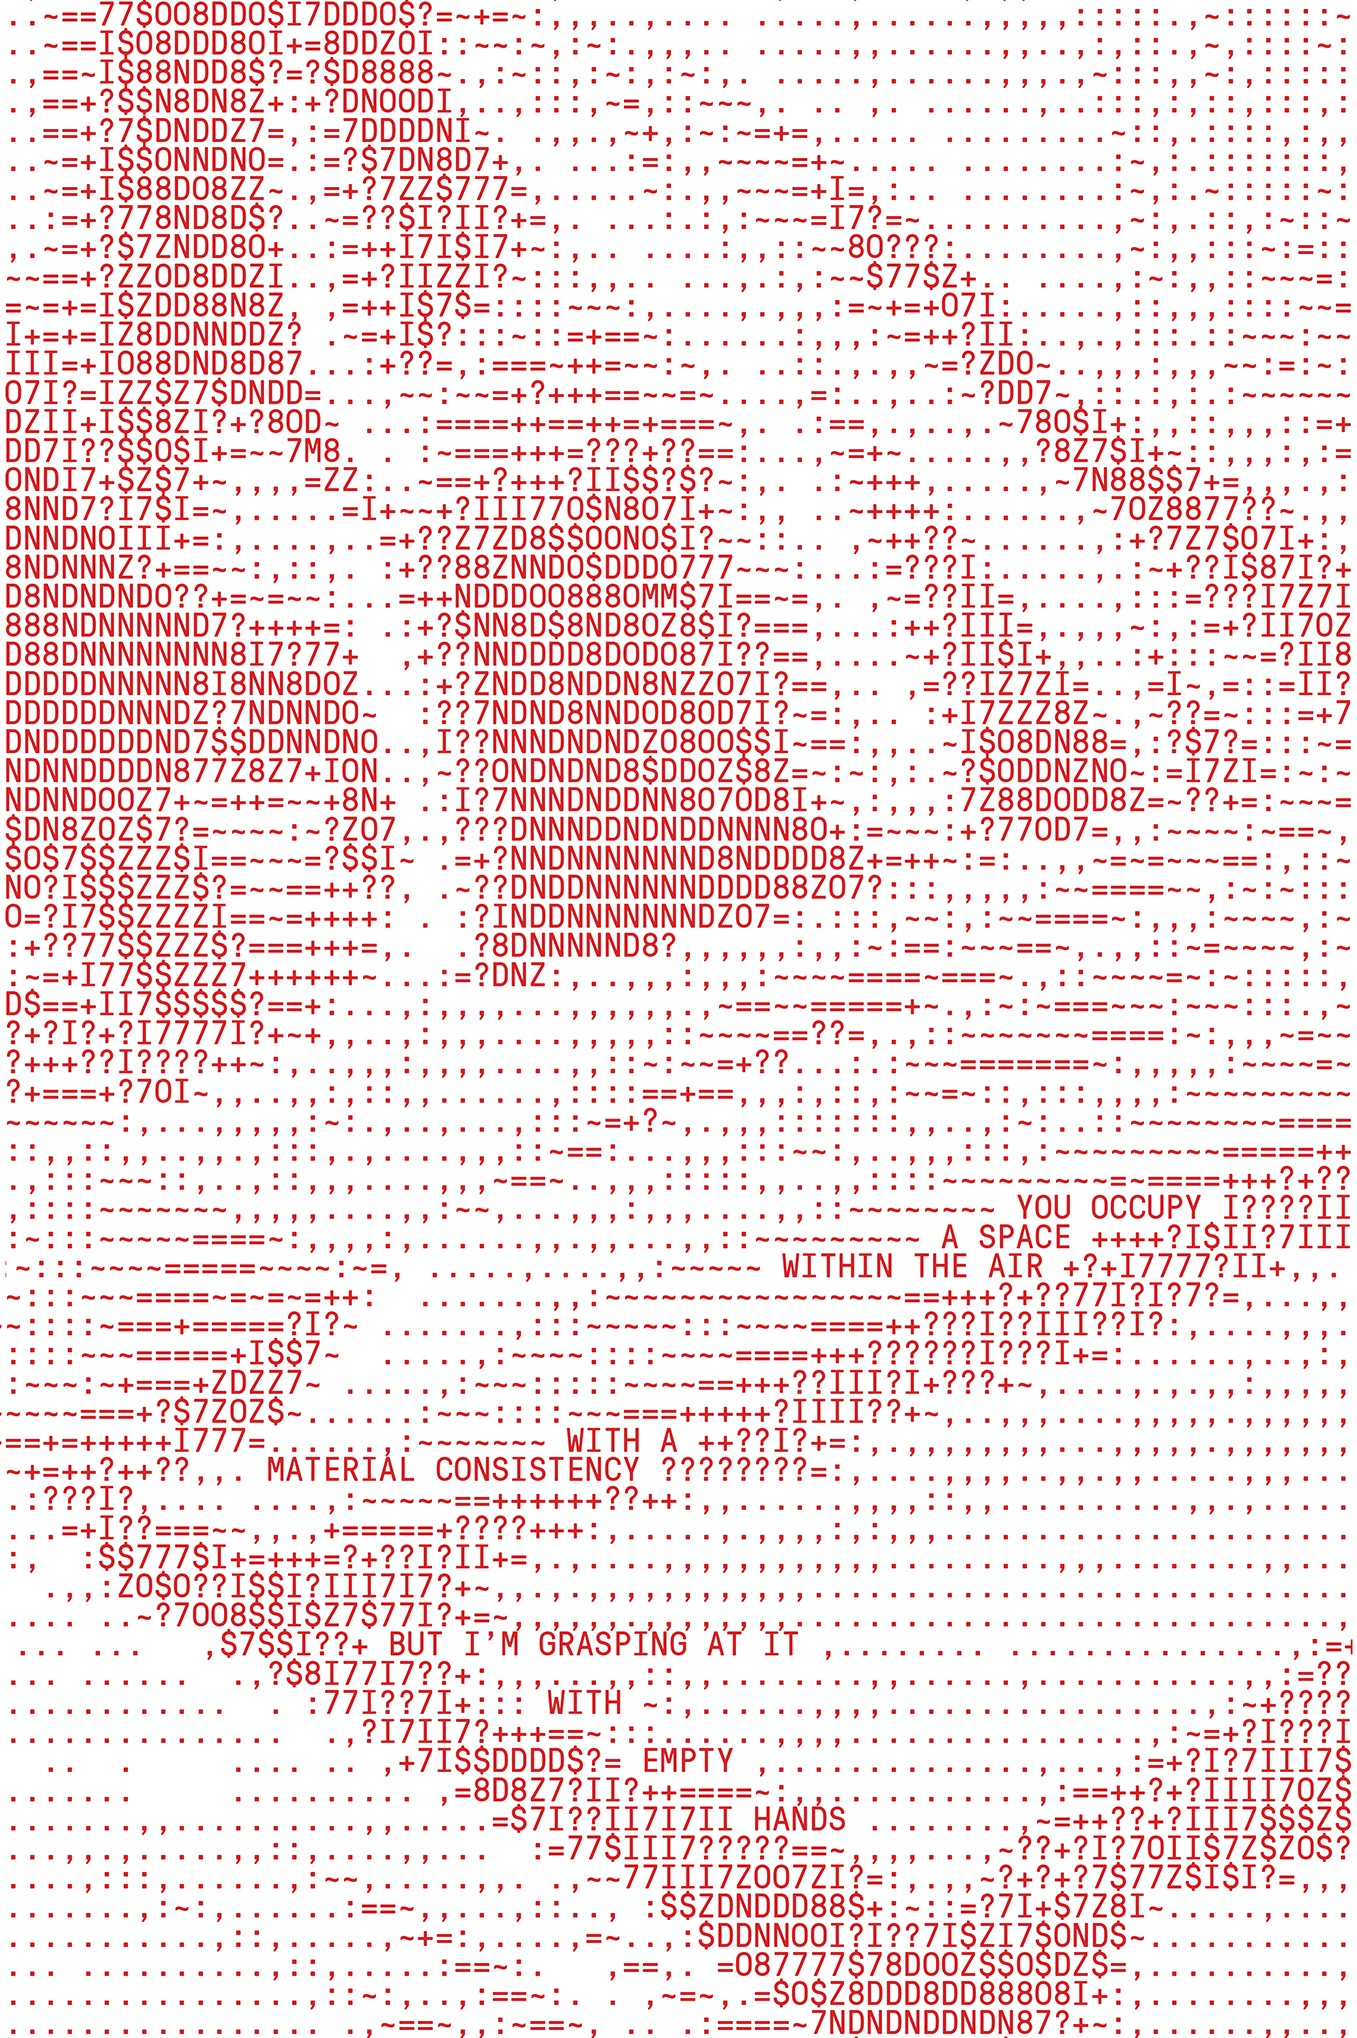 YOU OCCUPY
A SPACE
WITHIN THE AIR
WITH A
MATERIAL CONSISTENCY
BUT I’M GRASPING AT IT
WITH
EMPTY
HANDS